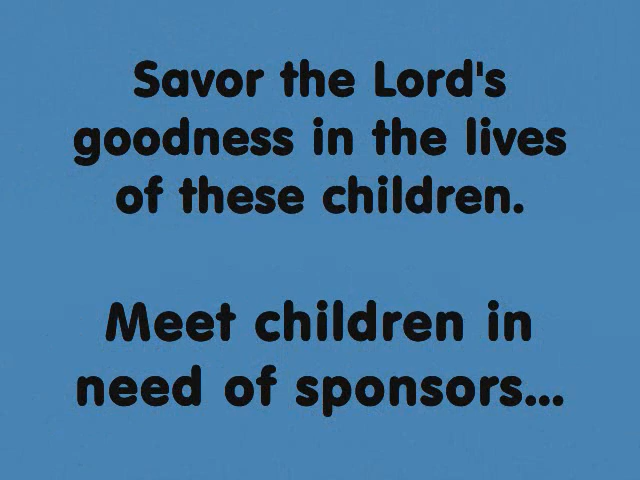 Savor the Lord's
goodness in the lives
of these children.
Meet children in
need of sponsors...